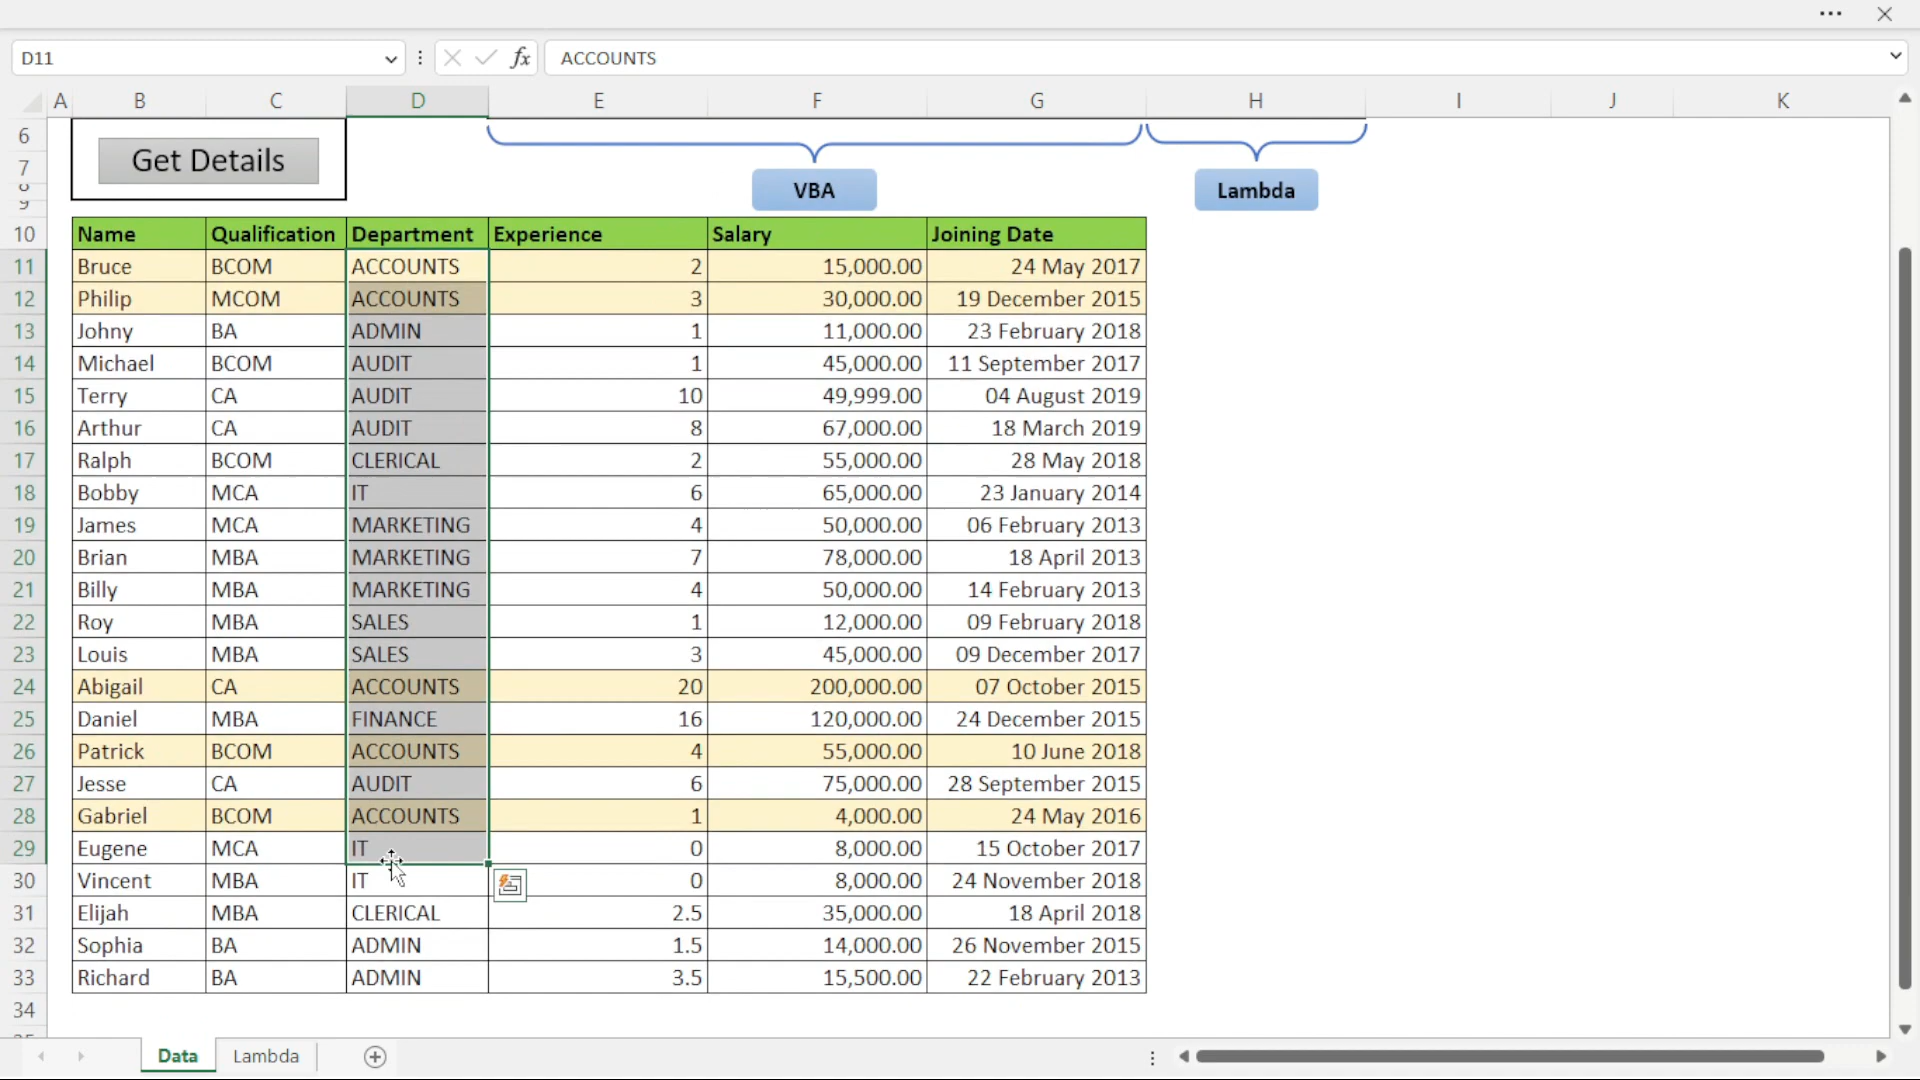 D11 fx ACCOUNTS
A B C D E F G H I J K
6
7 Get Details
8 VBA Lambda
9
10 Name Qualification Department Experience Salary Joining Date
11 Bruce BCOM ACCOUNTS 2 15,000.00 24 May 2017
12 Philip MCOM ACCOUNTS 3 30,000.00 19 December 2015
13 Johny BA ADMIN 1 11,000.00 23 February 2018
14 Michael BCOM AUDIT 1 45,000.00 11 September 2017
15 Terry CA AUDIT 10 49,999.00 04 August 2019
16 Arthur CA AUDIT 8 67,000.00 18 March 2019
17 Ralph BCOM CLERICAL 2 55,000.00 28 May 2018
18 Bobby MCA IT 6 65,000.00 23 January 2014
19 James MCA MARKETING 4 50,000.00 06 February 2013
20 Brian MBA MARKETING 7 78,000.00 18 April 2013
21 Billy MBA MARKETING 4 50,000.00 14 February 2013
22 Roy MBA SALES 1 12,000.00 09 February 2018
23 Louis MBA SALES 3 45,000.00 09 December 2017
24 Abigail CA ACCOUNTS 20 200,000.00 07 October 2015
25 Daniel MBA FINANCE 16 120,000.00 24 December 2015
26 Patrick BCOM ACCOUNTS 4 55,000.00 10 June 2018
27 Jesse CA AUDIT 6 75,000.00 28 September 2015
28 Gabriel BCOM ACCOUNTS 1 4,000.00 24 May 2016
29 Eugene MCA IT 0 8,000.00 15 October 2017
30 Vincent MBA IT 0 8,000.00 24 November 2018
31 Elijah MBA CLERICAL 2.5 35,000.00 18 April 2018
32 Sophia BA ADMIN 1.5 14,000.00 26 November 2015
33 Richard BA ADMIN 3.5 15,500.00 22 February 2013
34
Data Lambda